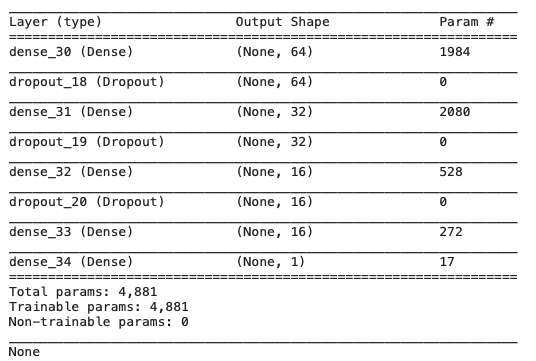 Layer (type) Output Shape Param #
dense_30 (Dense) (None, 64) 1984
dropout_18 (Dropout) (None, 64) 0
dense_31 (Dense) (None, 32) 2080
dropout_19 (Dropout) (None, 32) 0
dense_32 (Dense) (None, 16) 528
dropout_20 (Dropout) (None, 16) 0
dense_33 (Dense) (None, 16) 272
dense_34 (Dense) (None, 1) 17
Total params: 4,881
Trainable params: 4,881
Non-trainable params: 0
None